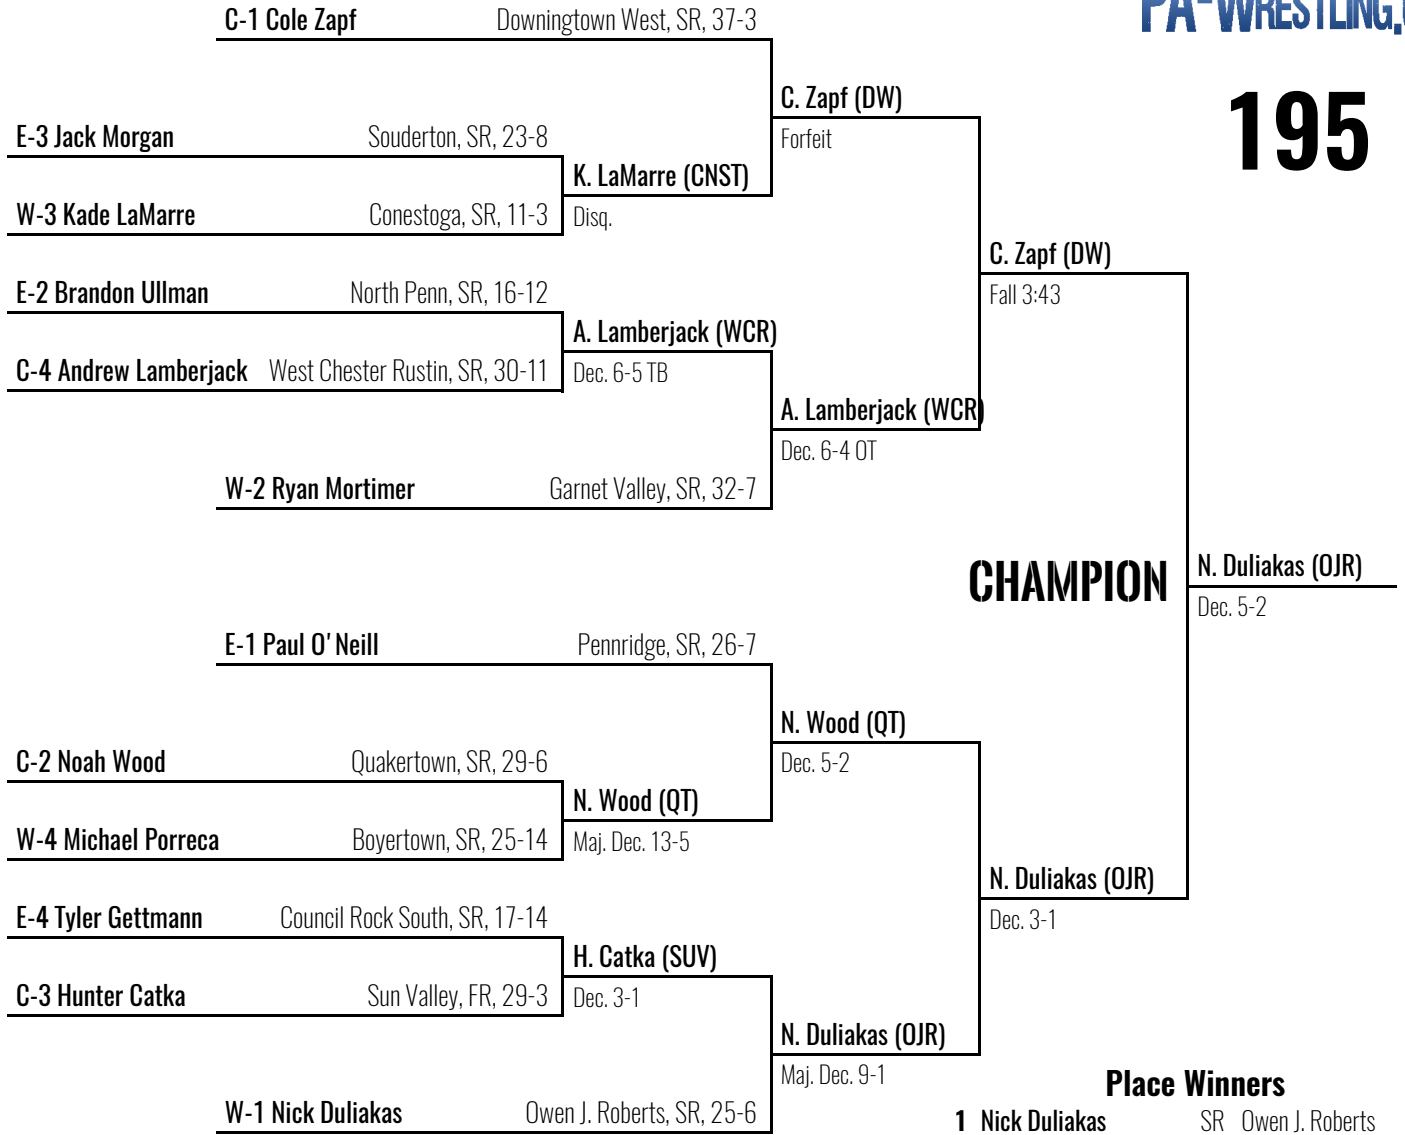 C-1 Cole Zapf Downingtown West, SR, 37-3
PA-WRESTLING.
195
C. Zapf (DW)
Forfeit
E-3 Jack Morgan Souderton, SR, 23-8
K. LaMarre (CNST)
Disq.
W-3 Kade LaMarre Conestoga, SR, 11-3
C. Zapf (DW)
Fall 3:43
E-2 Brandon Ullman North Penn, SR, 16-12
A. Lamberjack (WCR)
Dec. 6-5 TB
C-4 Andrew Lamberjack West Chester Rustin, SR, 30-11
A. Lamberjack (WCR)
Dec. 6-4 OT
W-2 Ryan Mortimer Garnet Valley, SR, 32-7
CHAMPION
N. Duliakas (OJR)
Dec. 5-2
E-1 Paul O'Neill Pennridge, SR, 26-7
N. Wood (QT)
Dec. 5-2
C-2 Noah Wood Quakertown, SR, 29-6
N. Wood (QT)
Maj. Dec. 13-5
W-4 Michael Porreca Boyertown, SR, 25-14
N. Duliakas (OJR)
Dec. 3-1
E-4 Tyler Gettmann Council Rock South, SR, 17-14
H. Catka (SUV)
Dec. 3-1
C-3 Hunter Catka Sun Valley, FR, 29-3
N. Duliakas (OJR)
Maj. Dec. 9-1
W-1 Nick Duliakas Owen J. Roberts, SR, 25-6
Place Winners
1 Nick Duliakas SR Owen J. Roberts